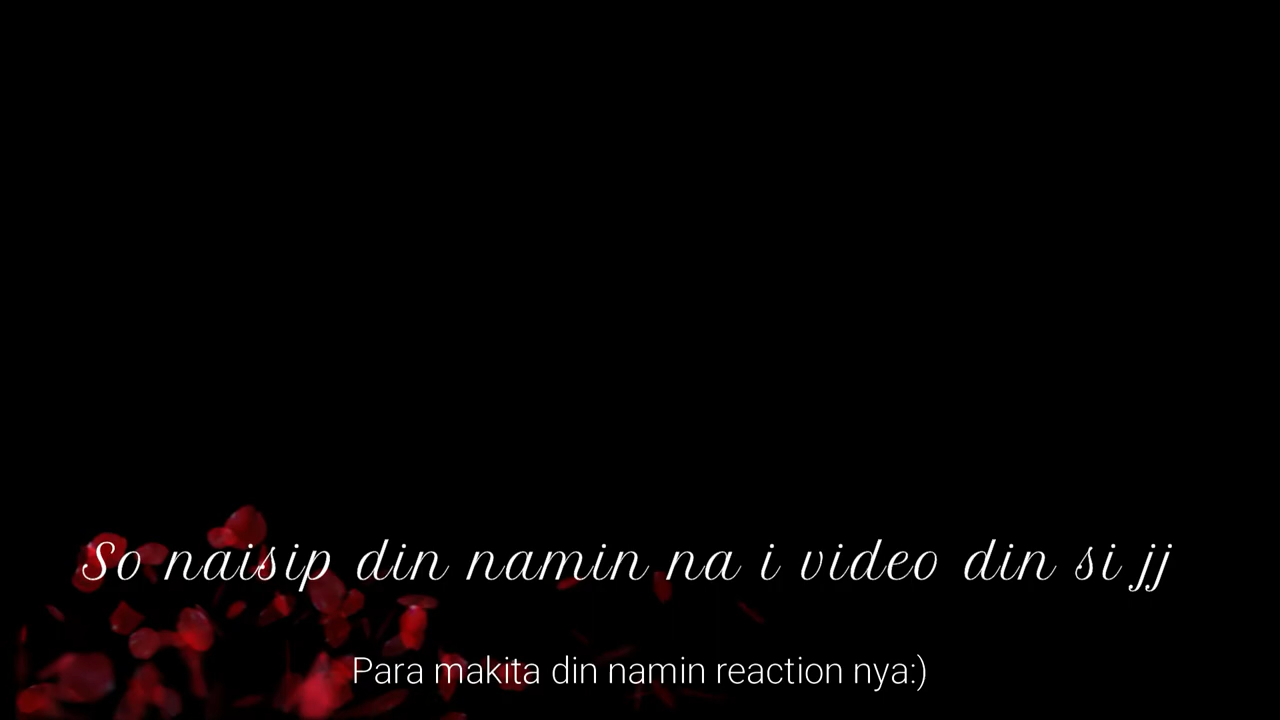 So naisip din namin na i video din si jj
Para makita din namin reaction nya:)